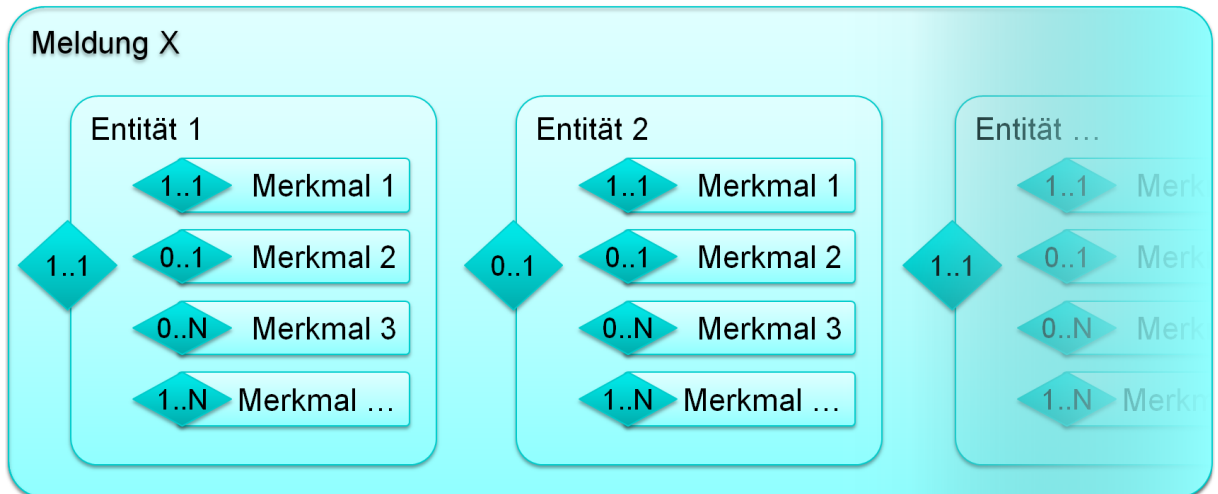 Meldung X
Entität 1
1..1
1..1 Merkmal 1
0..1 Merkmal 2
0..N Merkmal 3
1..N Merkmal …
Entität 2
0..1
1..1 Merkmal 1
0..1 Merkmal 2
0..N Merkmal 3
1..N Merkmal …
Entität …
1..1
1..1
0..1
0..N
1..N